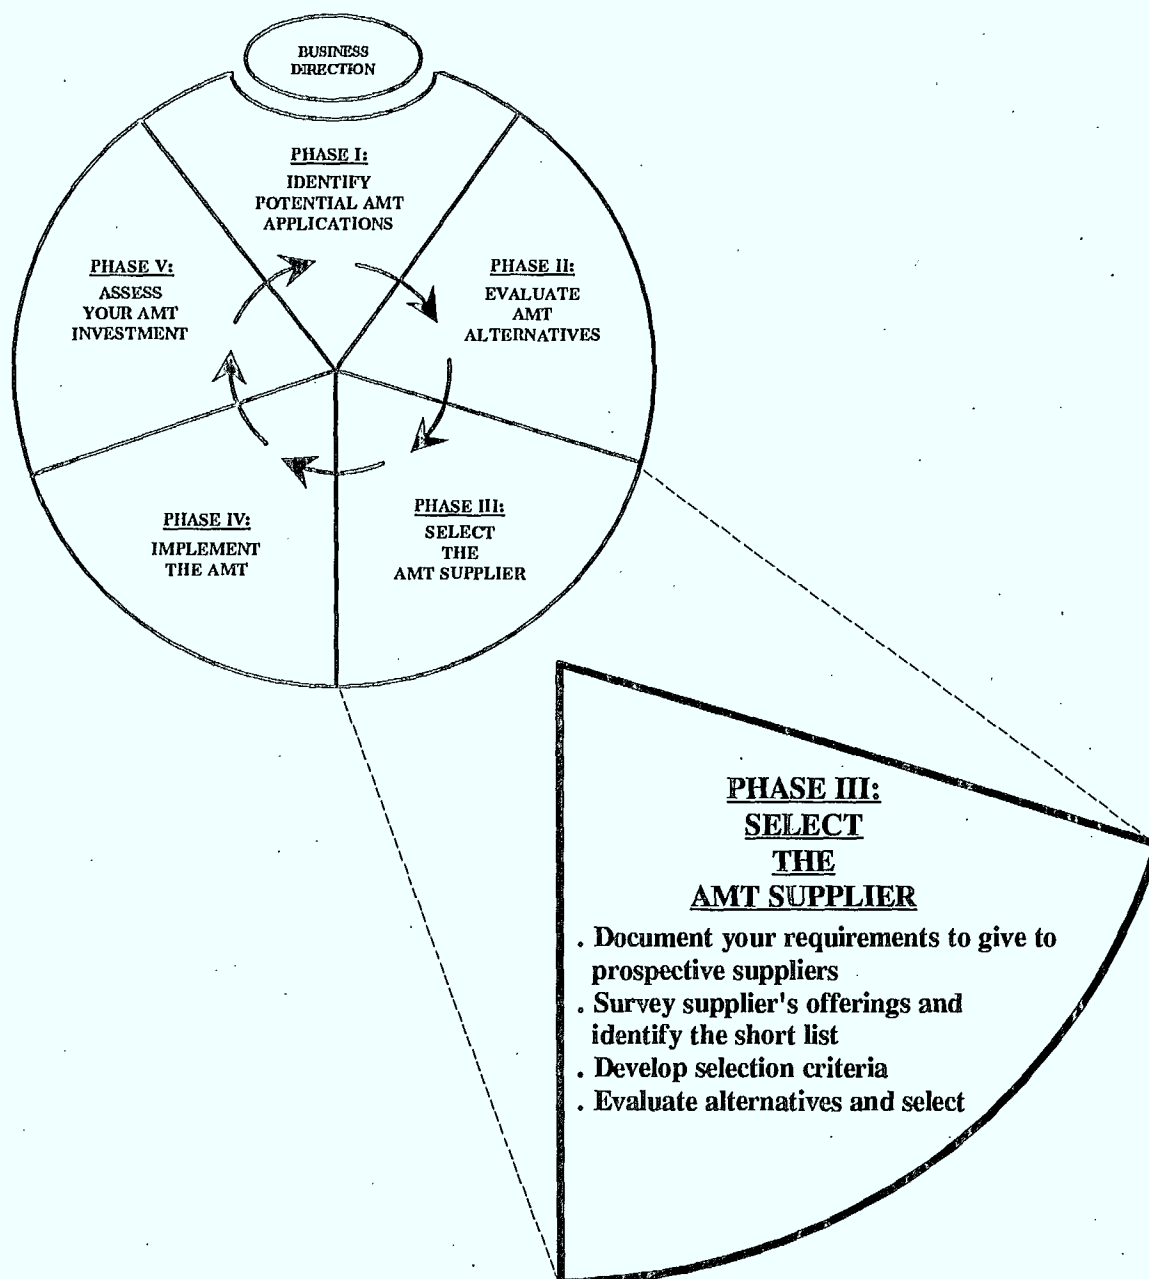 BUSINESS
DIRECTION
PHASE I:
IDENTIFY
POTENTIAL AMT
APPLICATIONS
PHASE II:
EVALUATE
AMT
ALTERNATIVES
PHASE III:
SELECT
THE
AMT SUPPLIER
PHASE IV:
IMPLEMENT
THE AMT
PHASE V:
ASSESS
YOUR AMT
INVESTMENT
PHASE III:
SELECT
THE
AMT SUPPLIER
. Document your requirements to give to
prospective suppliers
. Survey supplier's offerings and
identify the short list
. Develop selection criteria
. Evaluate alternatives and select